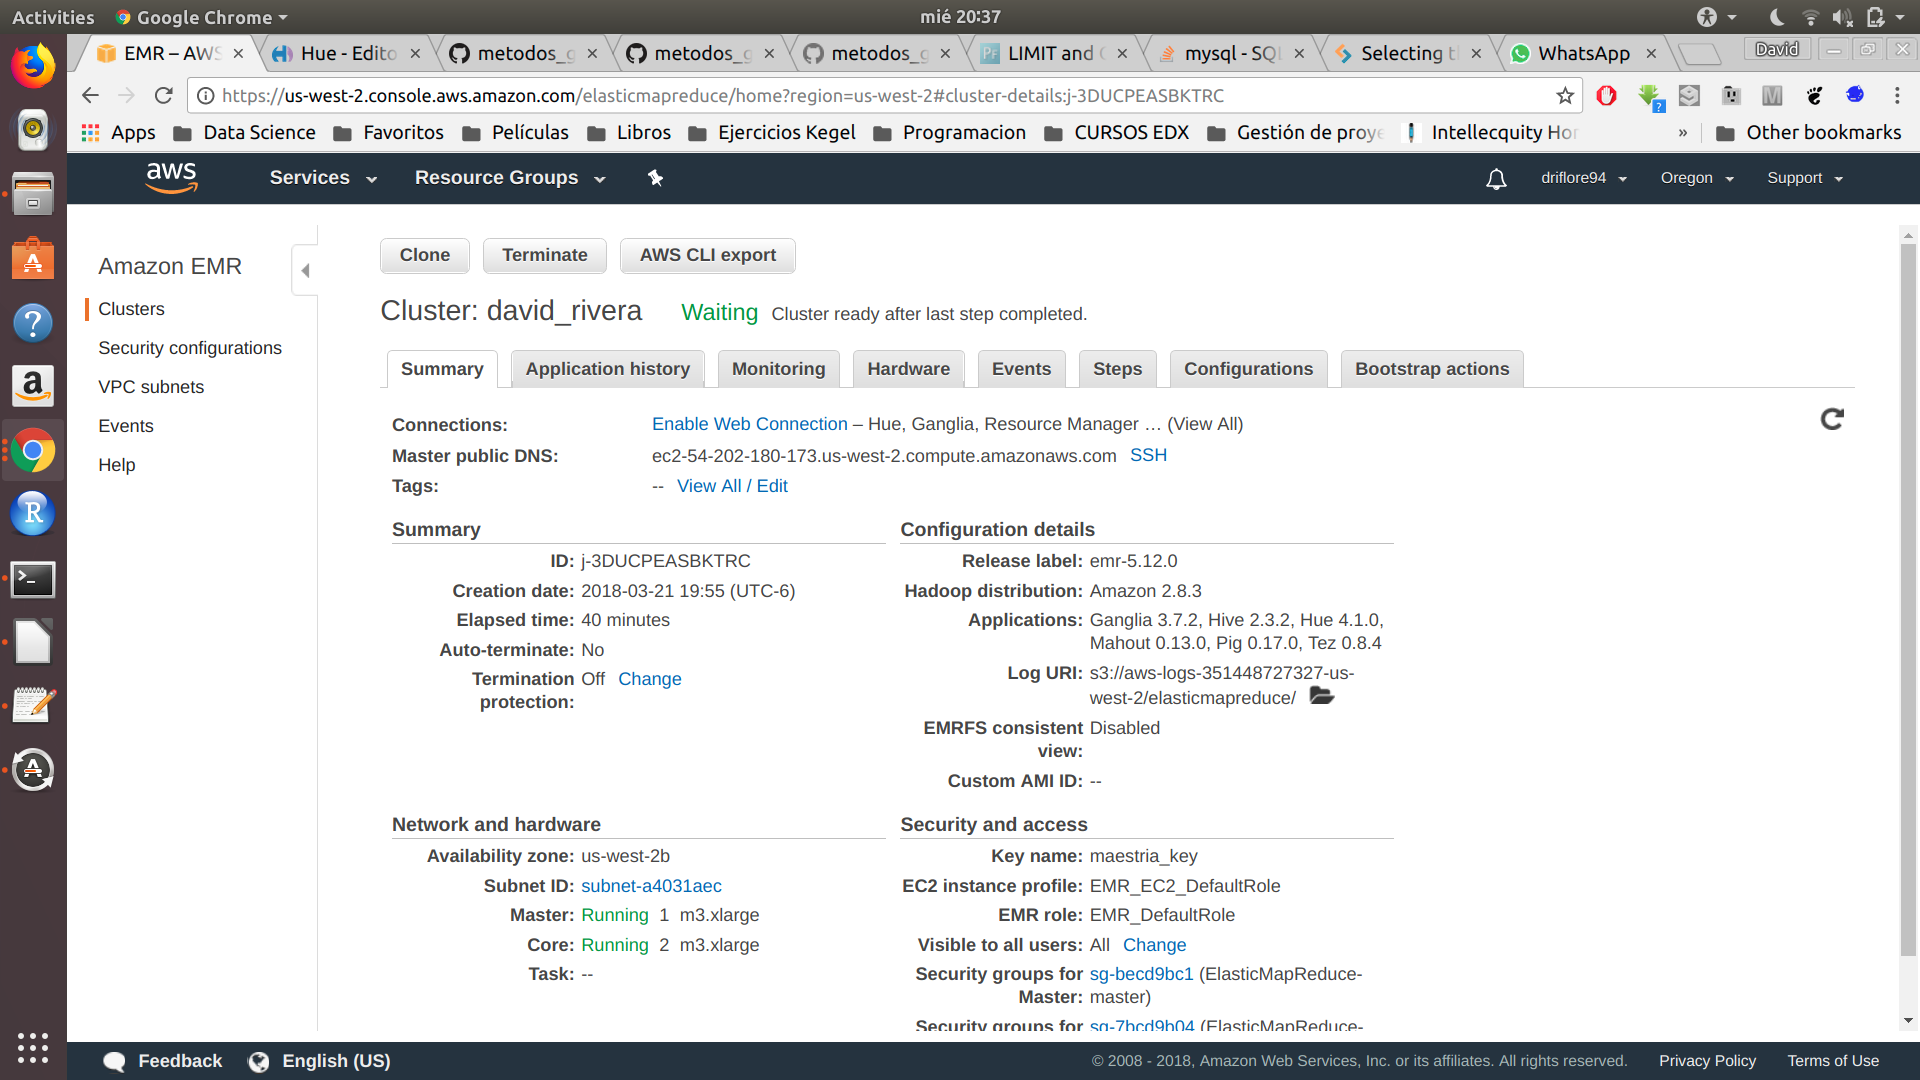 Activities Google Chrome mié 20:37
EMR – AWS Hue - Edito metodos_g metodos_g metodos_g LIMIT and mysql - SQL Selecting t WhatsApp David
https://us-west-2.console.aws.amazon.com/elasticmapreduce/home?region=us-west-2#cluster-details:j-3DUCPEASBKTRC
Apps Data Science Favoritos Películas Libros Ejercicios Kegel Programacion CURSOS EDX Gestión de proye Intellecquity Hor » Other bookmarks
aws Services Resource Groups driflore94 Oregon Support
Amazon EMR
Clusters
Security configurations
VPC subnets
Events
Help
Clone Terminate AWS CLI export
Cluster: david_rivera Waiting Cluster ready after last step completed.
Summary Application history Monitoring Hardware Events Steps Configurations Bootstrap actions
Connections: Enable Web Connection – Hue, Ganglia, Resource Manager … (View All)
Master public DNS: ec2-54-202-180-173.us-west-2.compute.amazonaws.com SSH
Tags: -- View All / Edit
Summary
ID: j-3DUCPEASBKTRC
Creation date: 2018-03-21 19:55 (UTC-6)
Elapsed time: 40 minutes
Auto-terminate: No
Termination Off Change
protection:
Configuration details
Release label: emr-5.12.0
Hadoop distribution: Amazon 2.8.3
Applications: Ganglia 3.7.2, Hive 2.3.2, Hue 4.1.0,
Mahout 0.13.0, Pig 0.17.0, Tez 0.8.4
Log URI: s3://aws-logs-351448727327-us-
west-2/elasticmapreduce/
EMRFS consistent Disabled
view:
Custom AMI ID: --
Network and hardware
Availability zone: us-west-2b
Subnet ID: subnet-a4031aec
Master: Running 1 m3.xlarge
Core: Running 2 m3.xlarge
Task: --
Security and access
Key name: maestria_key
EC2 instance profile: EMR_EC2_DefaultRole
EMR role: EMR_DefaultRole
Visible to all users: All Change
Security groups for sg-becd9bc1 (ElasticMapReduce-
Master: master)
Security groups for sg-7bcd9b04 (ElasticMapReduce-
Feedback English (US) © 2008 - 2018, Amazon Web Services, Inc. or its affiliates. All rights reserved. Privacy Policy Terms of Use